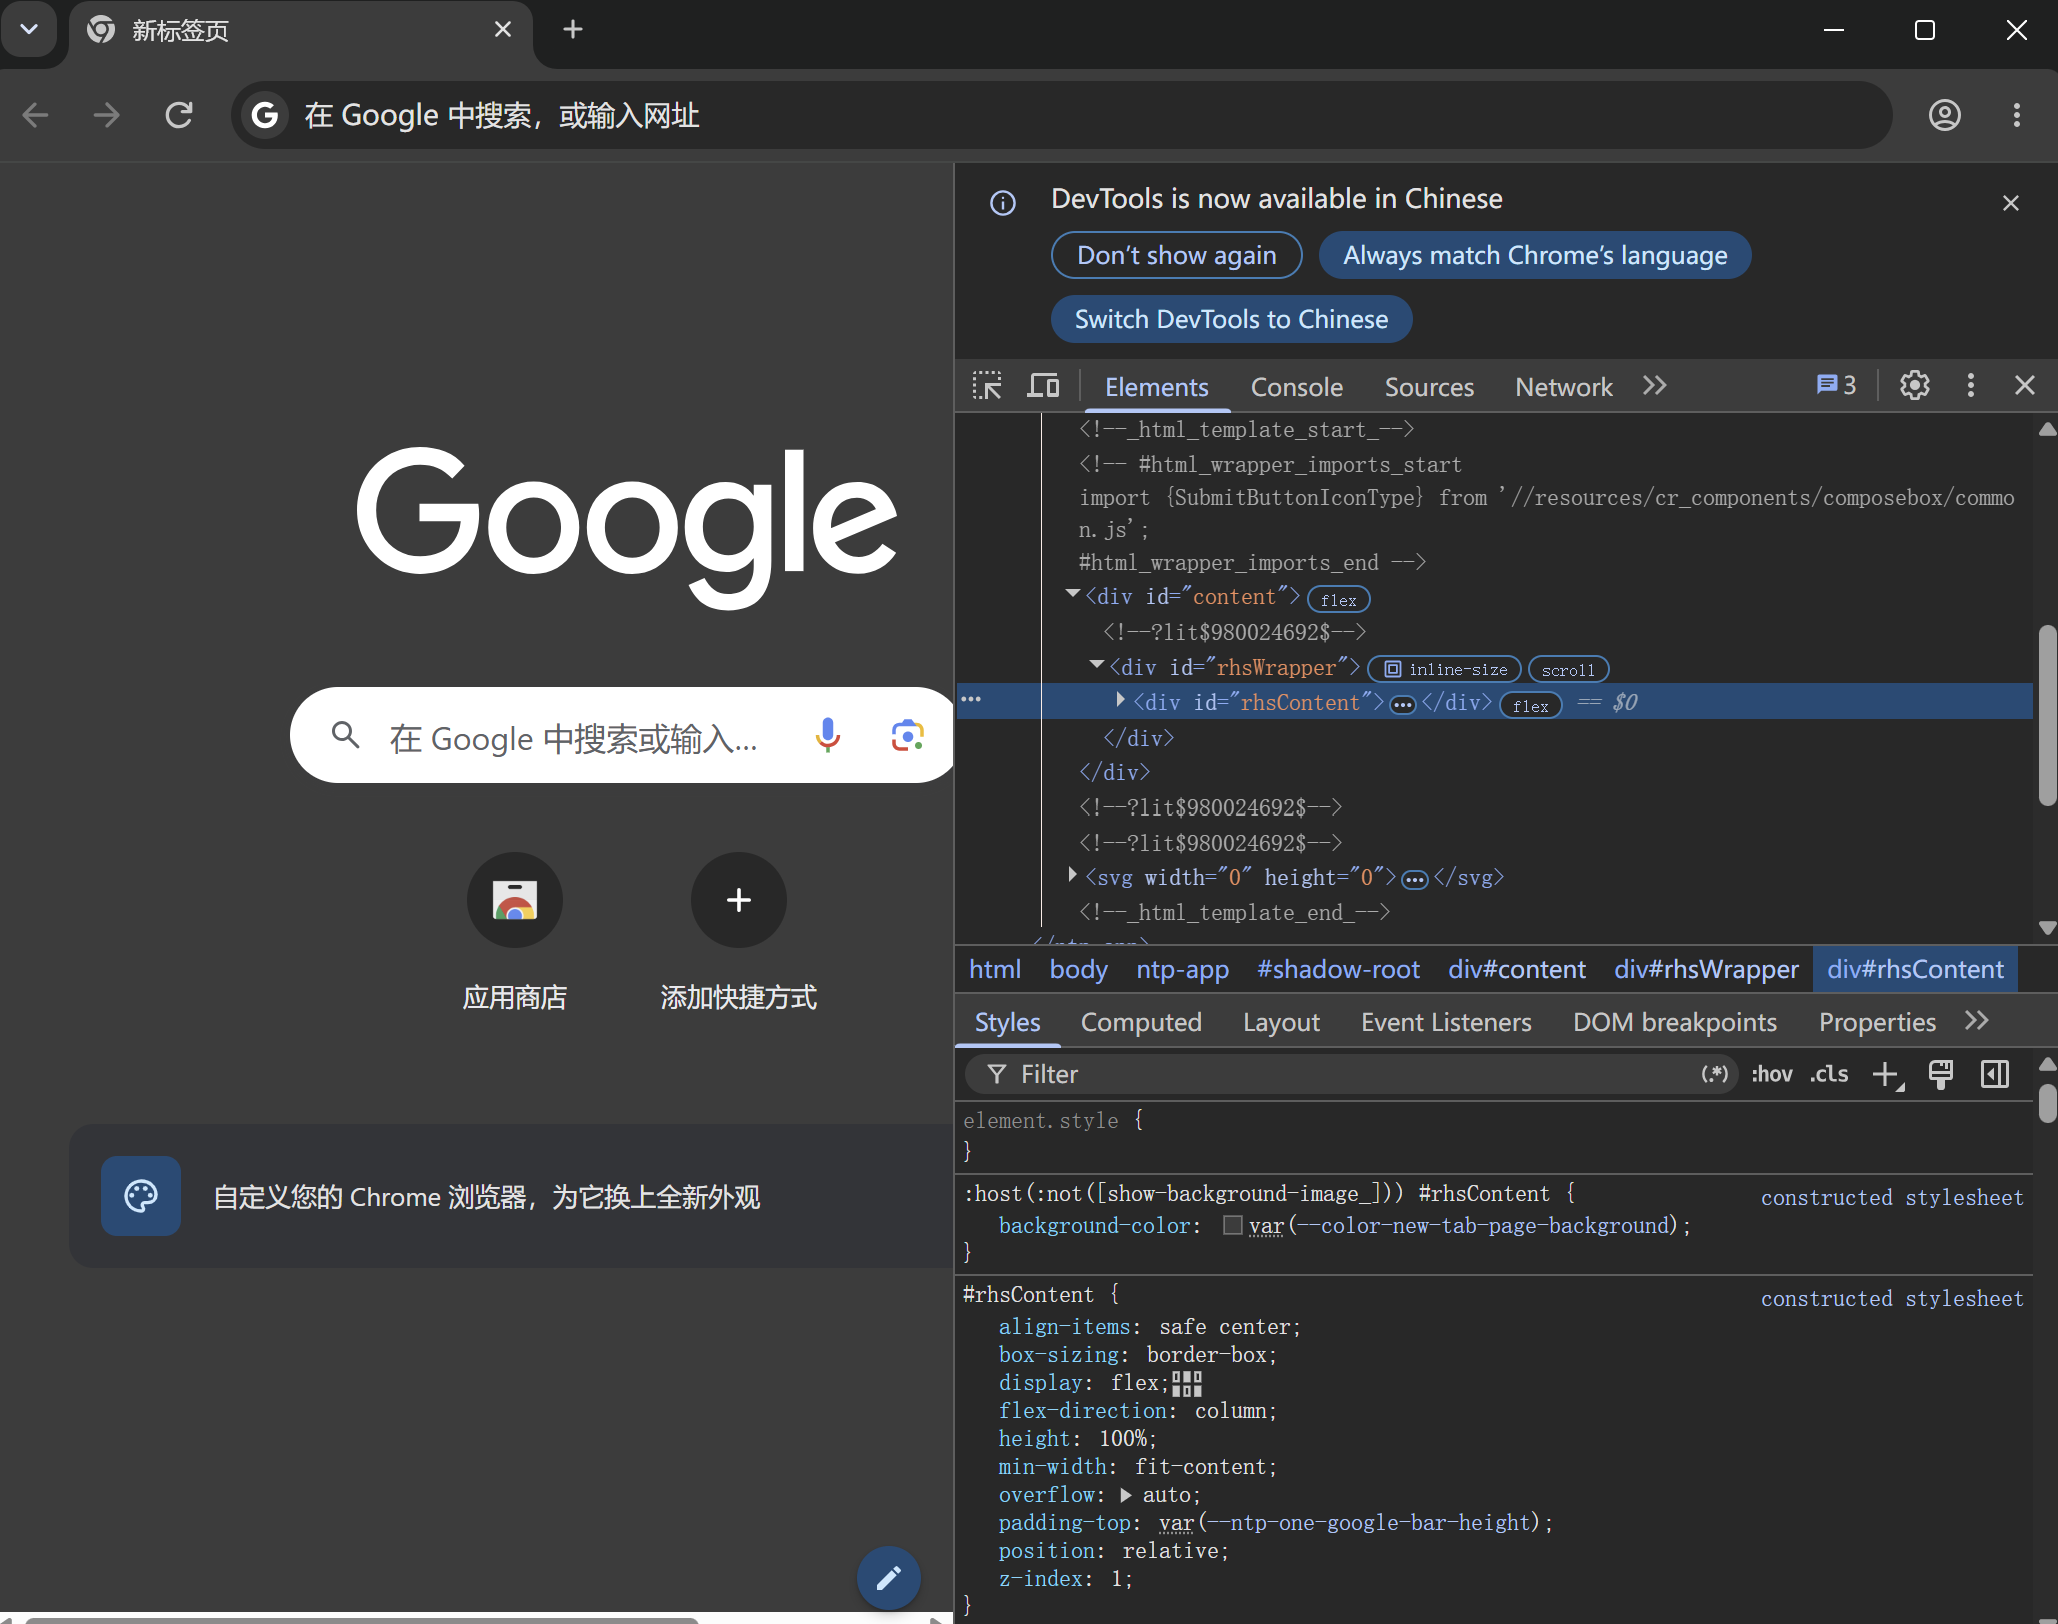 新标签页
在 Google 中搜索，或输入网址
Google
在 Google 中搜索或输入...
应用商店
添加快捷方式
自定义您的 Chrome 浏览器，为它换上全新外观
DevTools is now available in Chinese
Don’t show again
Always match Chrome’s language
Switch DevTools to Chinese
Elements Console Sources Network 3
<!--_html_template_start_-->
<!-- #html_wrapper_imports_start
import {SubmitButtonIconType} from '//resources/cr_components/composebox/commo
n.js';
#html_wrapper_imports_end -->
<div id="content"> flex
<!--?lit$980024692$-->
<div id="rhsWrapper"> inline-size scroll
<div id="rhsContent"> ••• </div> flex == $0
</div>
</div>
<!--?lit$980024692$-->
<!--?lit$980024692$-->
<svg width="0" height="0"> ••• </svg>
<!--_html_template_end_-->
</ntp-app>
html body ntp-app #shadow-root div#content div#rhsWrapper div#rhsContent
Styles Computed Layout Event Listeners DOM breakpoints Properties
Filter (.*) :hov .cls
element.style {
}
:host(:not([show-background-image_])) #rhsContent { constructed stylesheet
background-color: var(--color-new-tab-page-background);
}
#rhsContent { constructed stylesheet
align-items: safe center;
box-sizing: border-box;
display: flex;
flex-direction: column;
height: 100%;
min-width: fit-content;
overflow: auto;
padding-top: var(--ntp-one-google-bar-height);
position: relative;
z-index: 1;
}